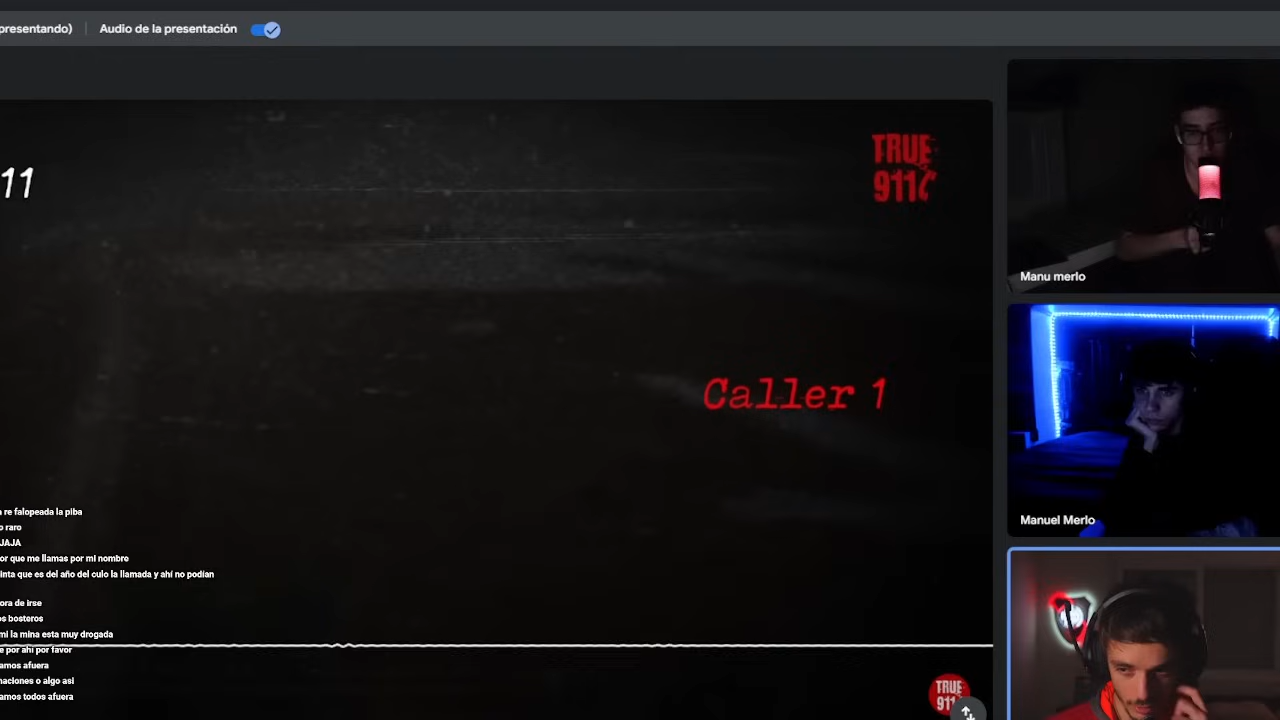 presentando)
Audio de la presentación
11
TRUE
911
Manu merlo
Caller 1
Manuel Merlo
re falopeada la piba
raro
JAJA
or que me llamas por mi nombre
inta que es del año del culo la llamada y ahí no podían
ora de irse
os bosteros
mi la mina esta muy drogada
e por ahi por favor
amos afuera
naciones o algo asi
amos todos afuera
TRUE
911